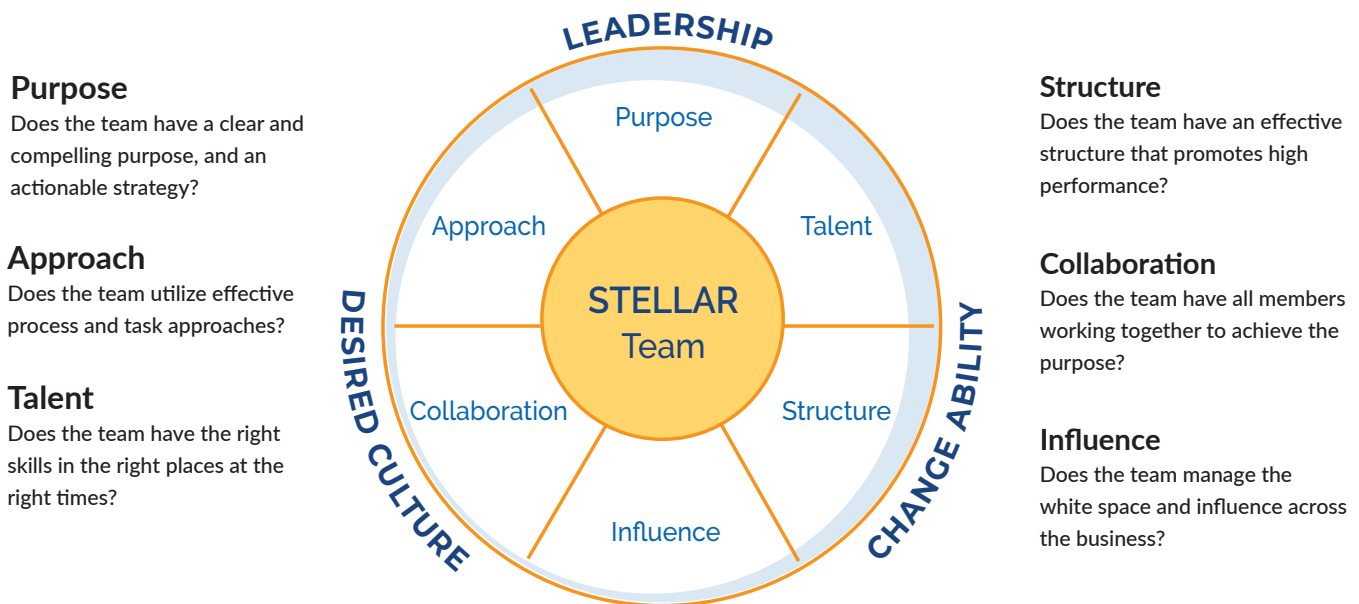 Purpose
Does the team have a clear and
compelling purpose, and an
actionable strategy?
Approach
Does the team utilize effective
process and task approaches?
Talent
Does the team have the right
skills in the right places at the
right times?
LEADERSHIP
Purpose
Approach
Talent
STELLAR
Team
Collaboration
Structure
Influence
DESIRED CULTURE
CHANGE ABILITY
Structure
Does the team have an effective
structure that promotes high
performance?
Collaboration
Does the team have all members
working together to achieve the
purpose?
Influence
Does the team manage the
white space and influence across
the business?